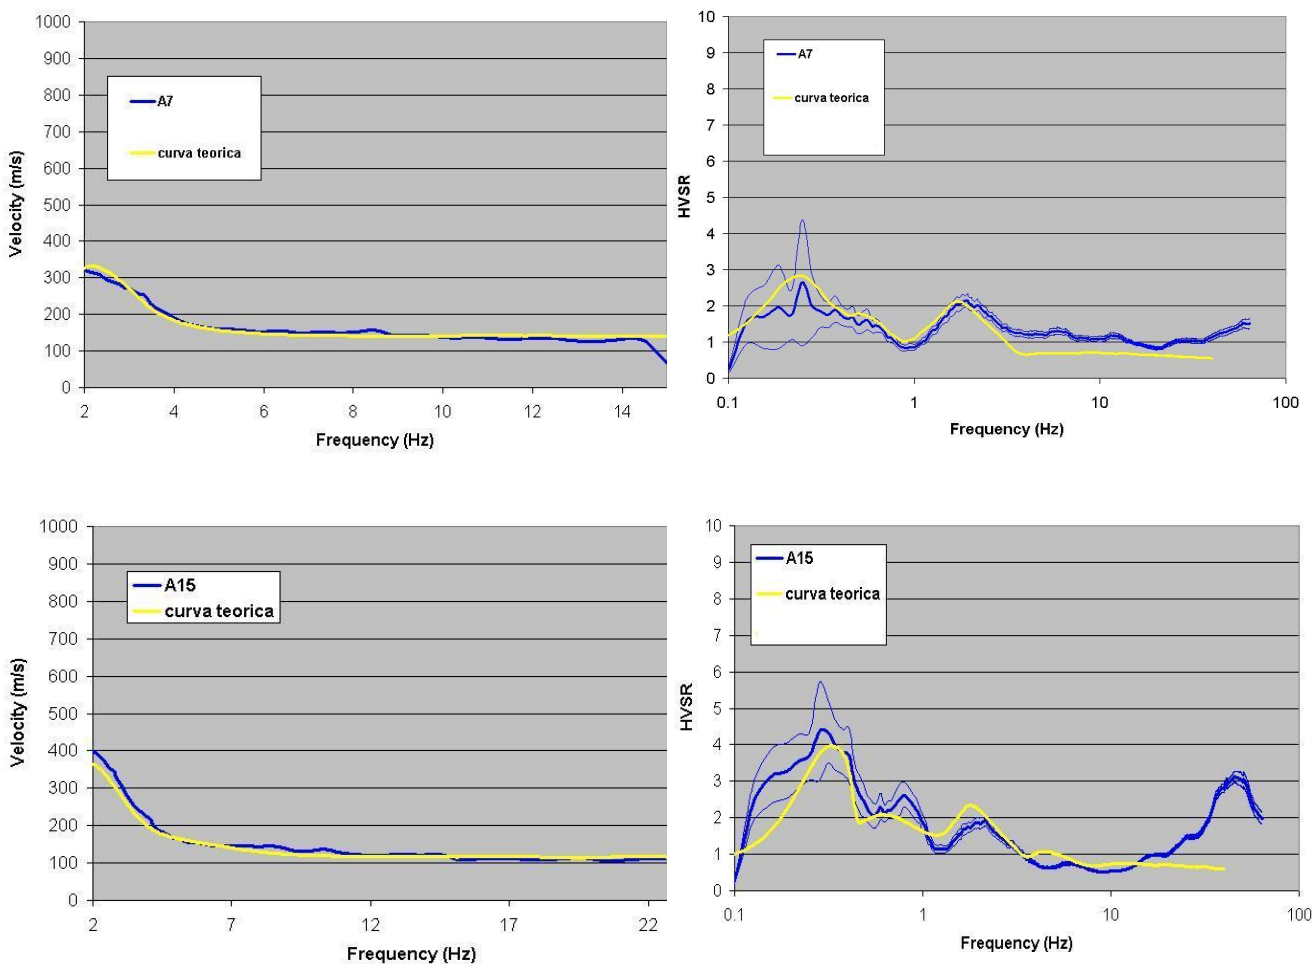 1000
900
800
700
600
500
400
300
200
100
0
Velocity (m/s)
A7
curva teorica
2 4 6 8 10 12 14
Frequency (Hz)
10
9
8
7
6
5
4
3
2
1
0
HVSR
A7
curva teorica
0.1 1 10 100
Frequency (Hz)
1000
900
800
700
600
500
400
300
200
100
0
Velocity (m/s)
A15
curva teorica
2 7 12 17 22
Frequency (Hz)
10
9
8
7
6
5
4
3
2
1
0
HVSR
A15
curva teorica
0.1 1 10 100
Frequency (Hz)